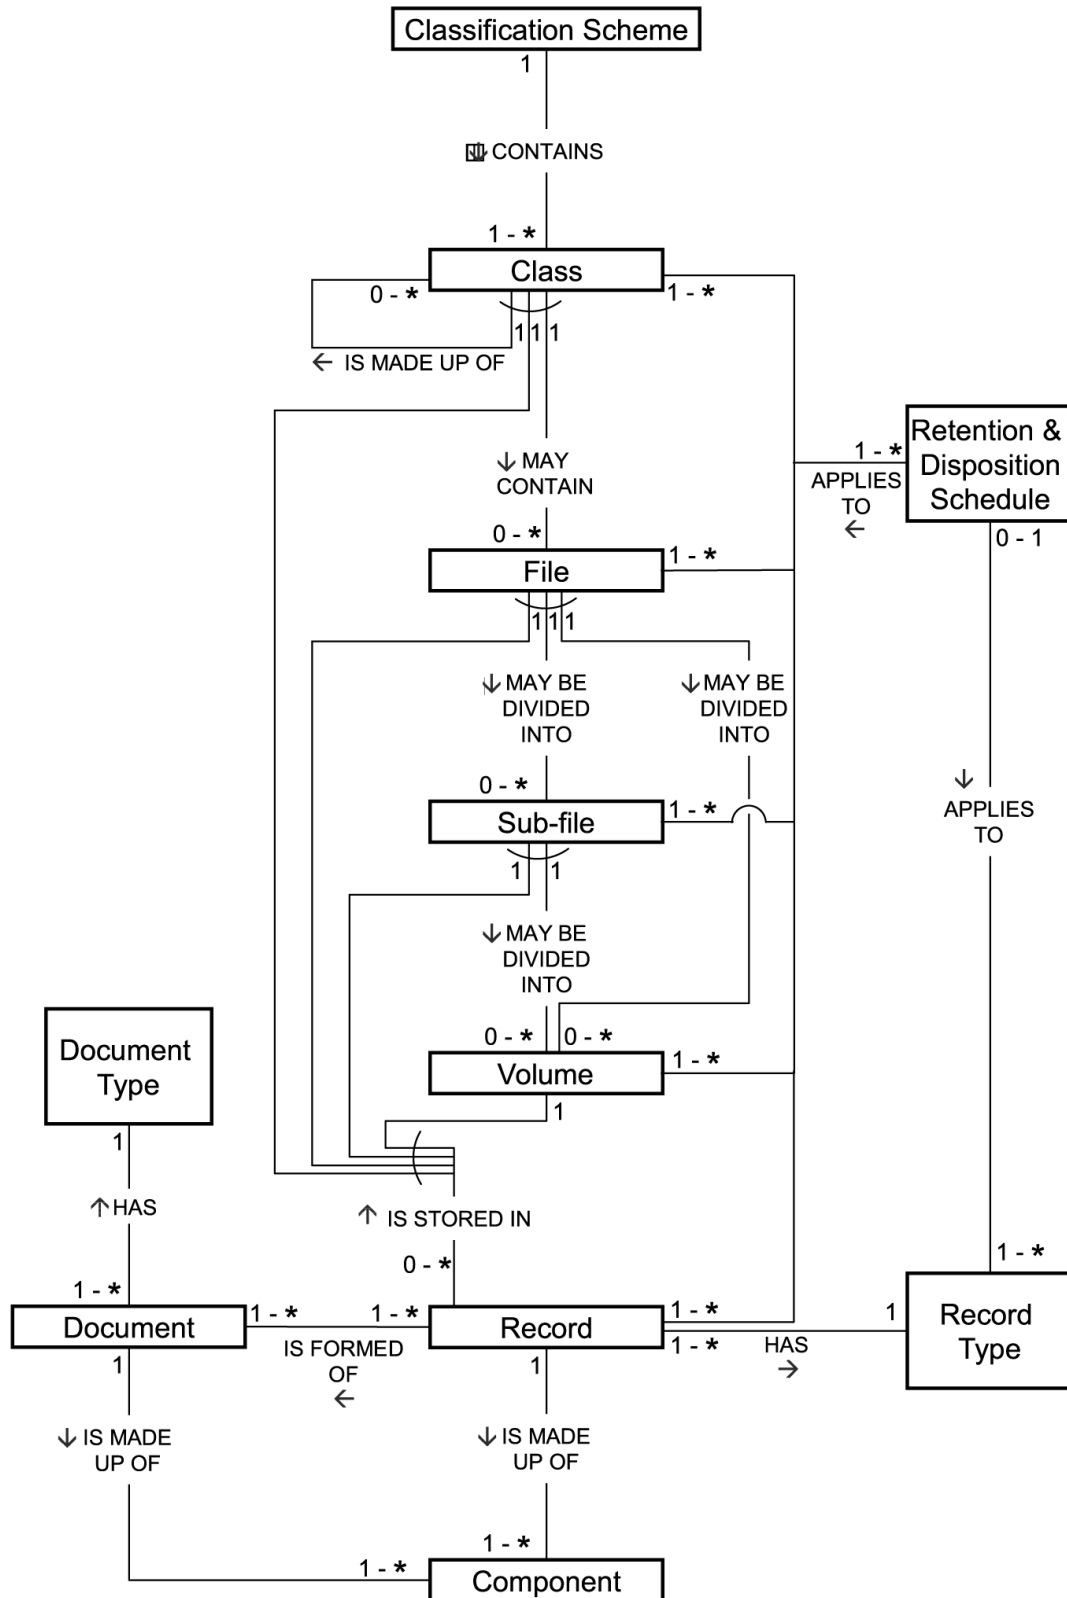 Classification Scheme
1
CONTAINS
1 - *
Class
0 - *
1 - *
1 1 1
← IS MADE UP OF
↓ MAY
CONTAIN
1 - *
APPLIES
TO
←
Retention &
Disposition
Schedule
0 - 1
0 - *
File
1 - *
1 1 1
↓ MAY BE
DIVIDED
INTO
↓ MAY BE
DIVIDED
INTO
↓
APPLIES
TO
0 - *
Sub-file
1 - *
1 1
↓ MAY BE
DIVIDED
INTO
0 - * 0 - *
Volume
1 - *
1
Document
Type
1
↑ HAS
1 - *
↑ IS STORED IN
0 - *
1 - *
Document
1 - * 1 - *
IS FORMED
OF
←
Record
1 - *
1 - *
HAS
→
1
Record
Type
1
↓ IS MADE
UP OF
1
↓ IS MADE
UP OF
1 - *
1 - *
Component